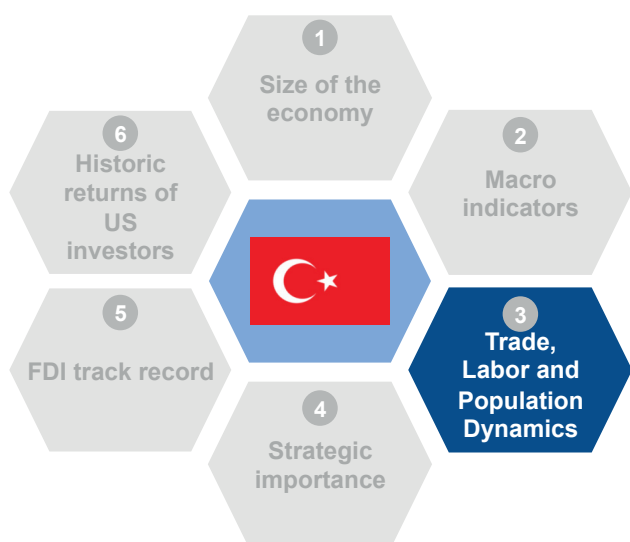 1
Size of the
economy
2
Macro
indicators
3
Trade,
Labor and
Population
Dynamics
4
Strategic
importance
5
FDI track record
6
Historic
returns of
US
investors